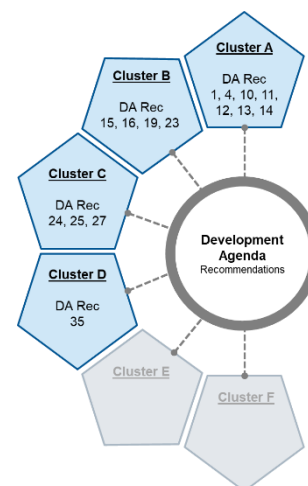 Cluster A
DA Rec
1, 4, 10, 11,
12, 13, 14
Cluster B
DA Rec
15, 16, 19, 23
Cluster C
DA Rec
24, 25, 27
Cluster D
DA Rec
35
Cluster E
Cluster F
Development
Agenda
Recommendations